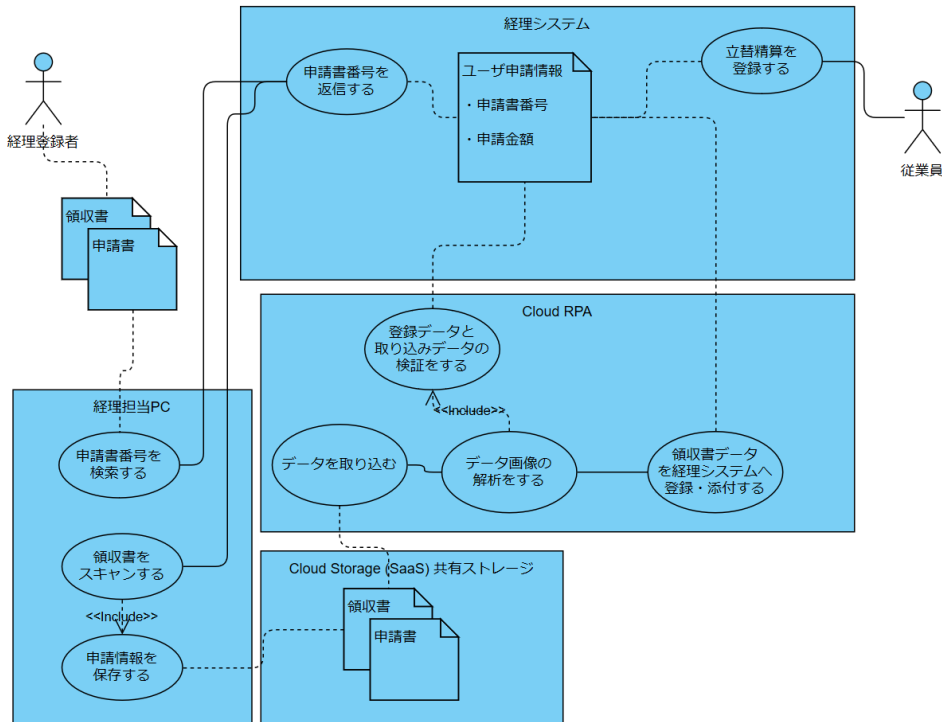 経理システム
申請書番号を
返信する
ユーザ申請情報
・申請書番号
・申請金額
立替精算を
登録する
経理登録者
従業員
領収書
申請書
Cloud RPA
登録データと
取り込みデータの
検証をする
<<Include>>
データを取り込む
データ画像の
解析をする
領収書データ
を経理システムへ
登録・添付する
経理担当PC
申請書番号を
検索する
領収書を
スキャンする
<<Include>>
申請情報を
保存する
Cloud Storage (SaaS) 共有ストレージ
領収書
申請書